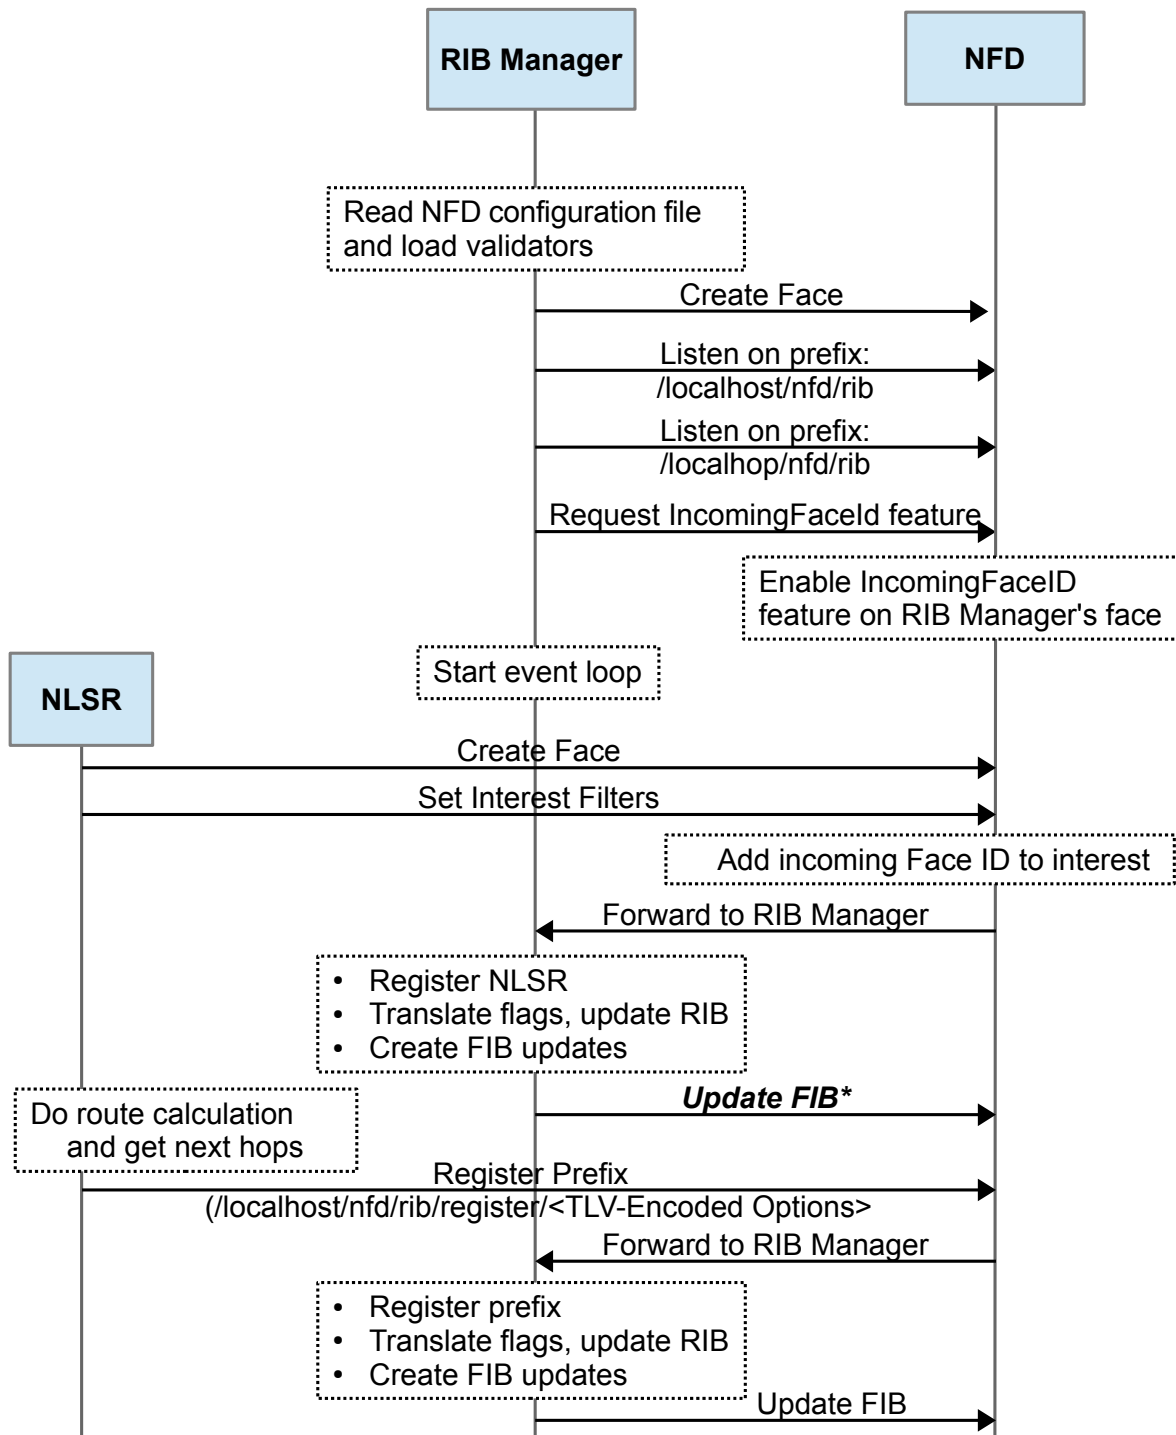 RIB Manager
NFD
Read NFD configuration file
and load validators
Create Face
Listen on prefix:
/localhost/nfd/rib
Listen on prefix:
/localhop/nfd/rib
Request IncomingFaceId feature
Enable IncomingFaceID
feature on RIB Manager's face
Start event loop
NLSR
Create Face
Set Interest Filters
Add incoming Face ID to interest
Forward to RIB Manager
• Register NLSR
• Translate flags, update RIB
• Create FIB updates
Update FIB*
Do route calculation
and get next hops
Register Prefix
(/localhost/nfd/rib/register/<TLV-Encoded Options>
Forward to RIB Manager
• Register prefix
• Translate flags, update RIB
• Create FIB updates
Update FIB